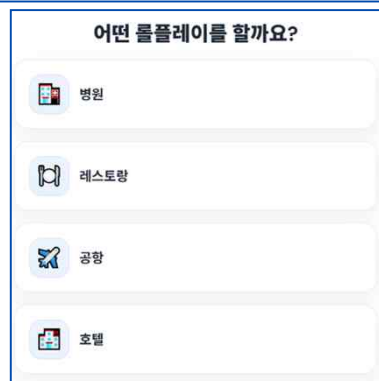 어떤 롤플레이를 할까요?
병원
레스토랑
공항
호텔